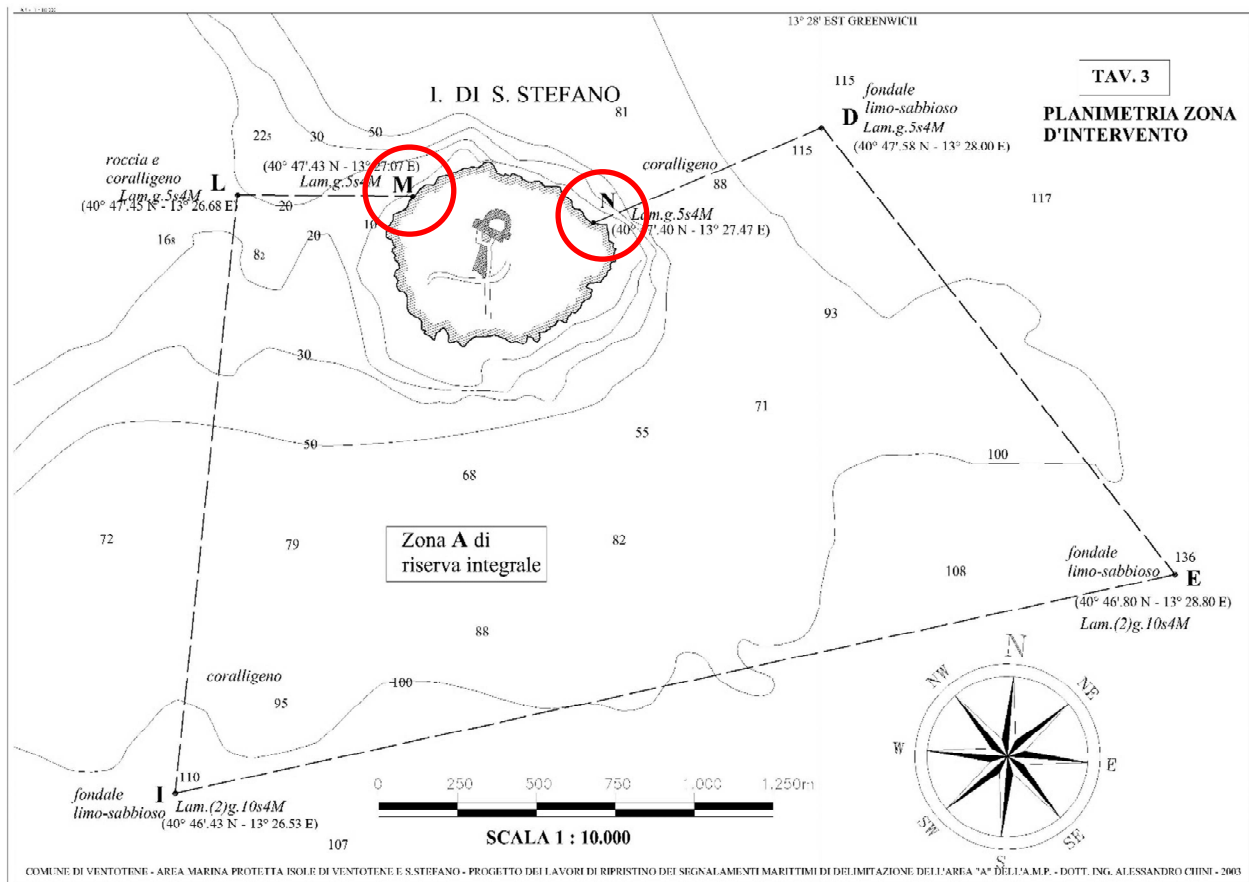 13° 28' EST GREENWICH
TAV. 3
PLANIMETRIA ZONA
D'INTERVENTO
I. DI S. STEFANO
81
115
fondale
limo-sabbioso
D
Lam.g.5s4M
115
(40° 47'.58 N - 13° 28.00 E)
22₅
30
50
roccia e
coralligeno
L
Lam.g.5s4M
(40° 47'.45 N - 13° 26.68 E)
(40° 47'.43 N - 13° 27.07 E)
Lam.g.5s4M
M
20
10
N
Lam.g.5s4M
(40° 47'.40 N - 13° 27.47 E)
coralligeno
88
117
16₈
8₂
20
93
30
50
71
55
68
100
72
79
Zona A di
riserva integrale
82
108
136
fondale
limo-sabbioso
E
(40° 46'.80 N - 13° 28.80 E)
Lam.(2)g.10s4M
88
coralligeno
95
100
110
fondale
limo-sabbioso
I
Lam.(2)g.10s4M
(40° 46'.43 N - 13° 26.53 E)
107
0 250 500 750 1.000 1.250m
SCALA 1 : 10.000
N
NE
E
SE
S
SW
W
NW
COMUNE DI VENTOTENE - AREA MARINA PROTETTA ISOLE DI VENTOTENE E S.STEFANO - PROGETTO DEI LAVORI DI RIPRISTINO DEI SEGNALAMENTI MARITTIMI DI DELIMITAZIONE DELL'AREA "A" DELL'A.M.P. - DOTT. ING. ALESSANDRO CHINI - 2003